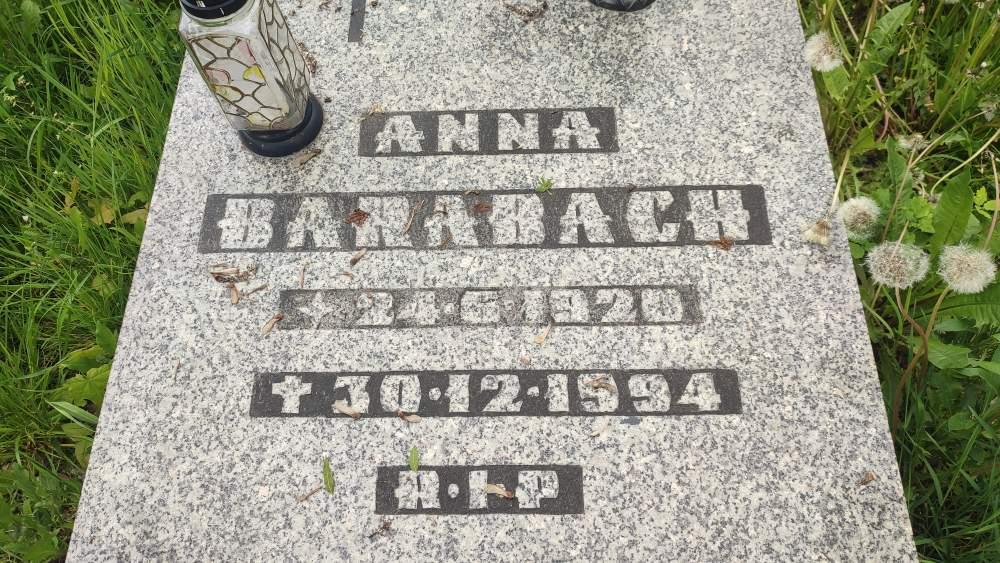 ANNA
BARABACH
* 24·6·1920
✝ 30·12·1994
R·I·P